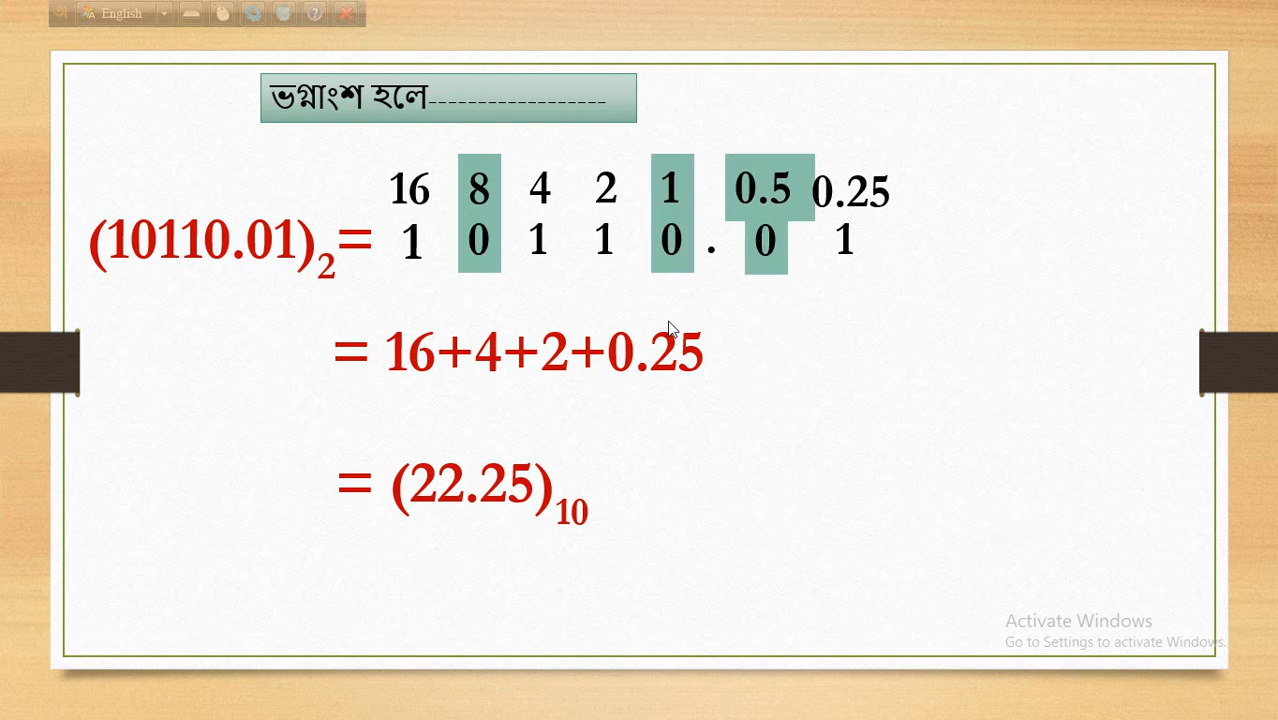 English
ভগ্নাংশ হলে------------------
16 8 4 2 1 0.5 0.25
(10110.01)2= 1 0 1 1 0 . 0 1
= 16+4+2+0.25
= (22.25)10
Activate Windows
Go to Settings to activate Windows.